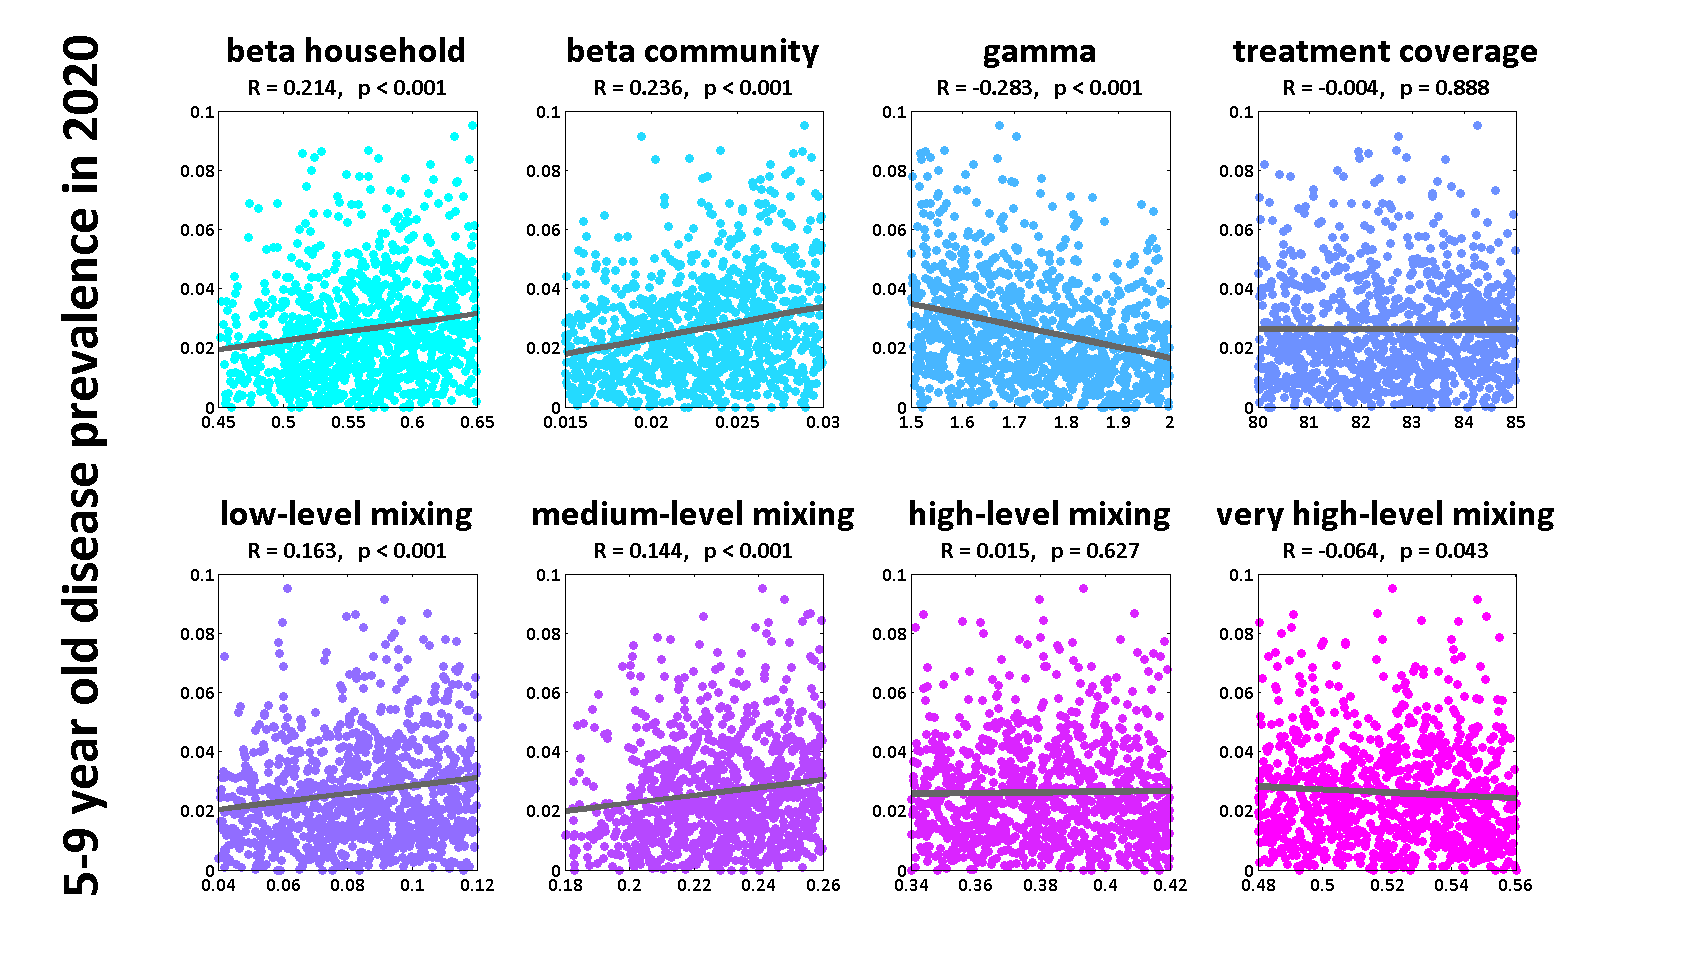 5-9 year old disease prevalence in 2020
beta household
R = 0.214, p < 0.001
0.1
0.08
0.06
0.04
0.02
0
0.45 0.5 0.55 0.6 0.65
beta community
R = 0.236, p < 0.001
0.1
0.08
0.06
0.04
0.02
0
0.015 0.02 0.025 0.03
gamma
R = -0.283, p < 0.001
0.1
0.08
0.06
0.04
0.02
0
1.5 1.6 1.7 1.8 1.9 2
treatment coverage
R = -0.004, p = 0.888
0.1
0.08
0.06
0.04
0.02
0
80 81 82 83 84 85
low-level mixing
R = 0.163, p < 0.001
0.1
0.08
0.06
0.04
0.02
0
0.04 0.06 0.08 0.1 0.12
medium-level mixing
R = 0.144, p < 0.001
0.1
0.08
0.06
0.04
0.02
0
0.18 0.2 0.22 0.24 0.26
high-level mixing
R = 0.015, p = 0.627
0.1
0.08
0.06
0.04
0.02
0
0.34 0.36 0.38 0.4 0.42
very high-level mixing
R = -0.064, p = 0.043
0.1
0.08
0.06
0.04
0.02
0
0.48 0.5 0.52 0.54 0.56